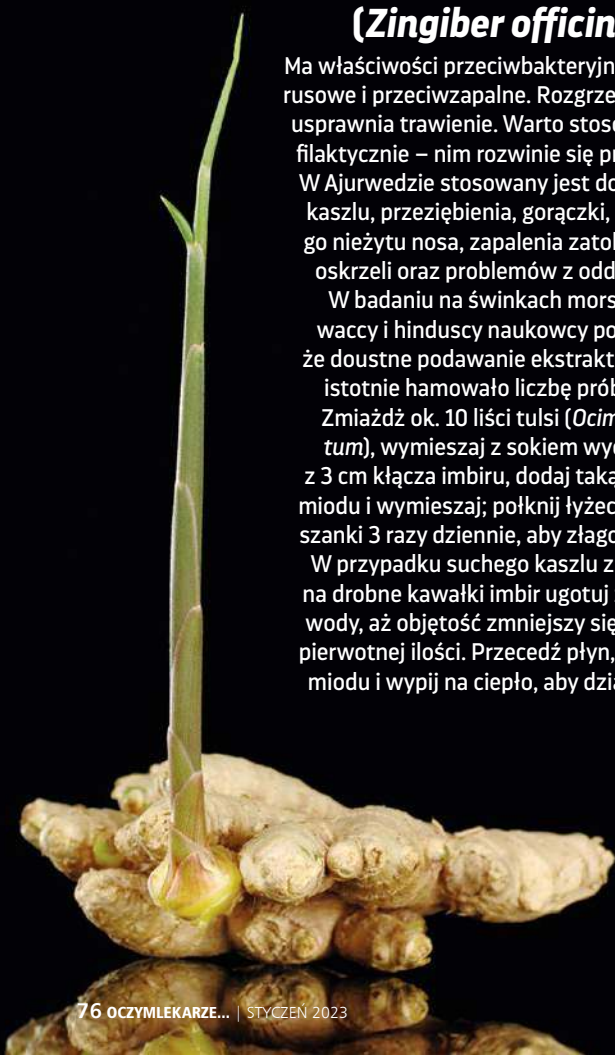 (Zingiber officin
Ma właściwości przeciwbakteryjn
rusowe i przeciwzapalne. Rozgrze
usprawnia trawienie. Warto stoso
filaktycznie – nim rozwinie się pr
W Ajurwedzie stosowany jest do
kaszlu, przeziębienia, gorączki,
go nieżytu nosa, zapalenia zatok
oskrzeli oraz problemów z odd
W badaniu na świnkach mors
waccy i hinduscy naukowcy po
że doustne podawanie ekstrakt
istotnie hamowało liczbę prób
Zmiażdż ok. 10 liści tulsi (Ocim
tum), wymieszaj z sokiem wyc
z 3 cm kłącza imbiru, dodaj taką
miodu i wymieszaj; połknij łyżec
szanki 3 razy dziennie, aby złago
W przypadku suchego kaszlu z
na drobne kawałki imbir ugotuj
wody, aż objętość zmniejszy się
pierwotnej ilości. Przecedź płyn,
miodu i wypij na ciepło, aby dzia
76 OCZYMLEKARZE... | STYCZEŃ 2023